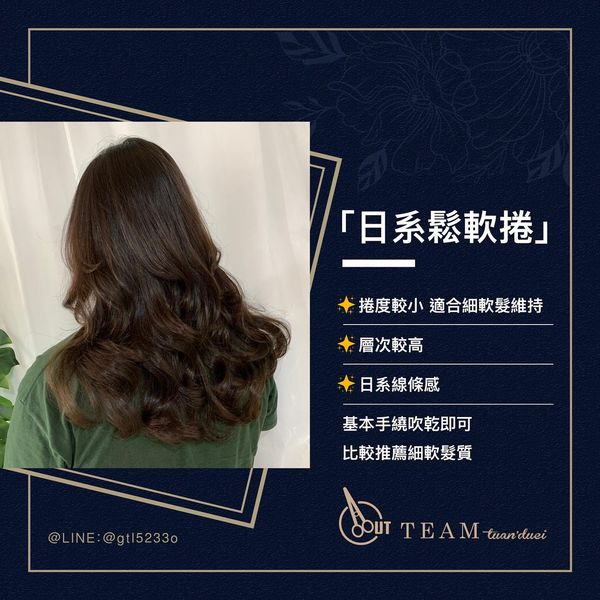 「日系鬆軟捲」
捲度較小 適合細軟髮維持
層次較高
日系線條感
基本手繞吹乾即可
比較推薦細軟髮質
OUT TEAM tuan'duei
@LINE:@gtl5233o